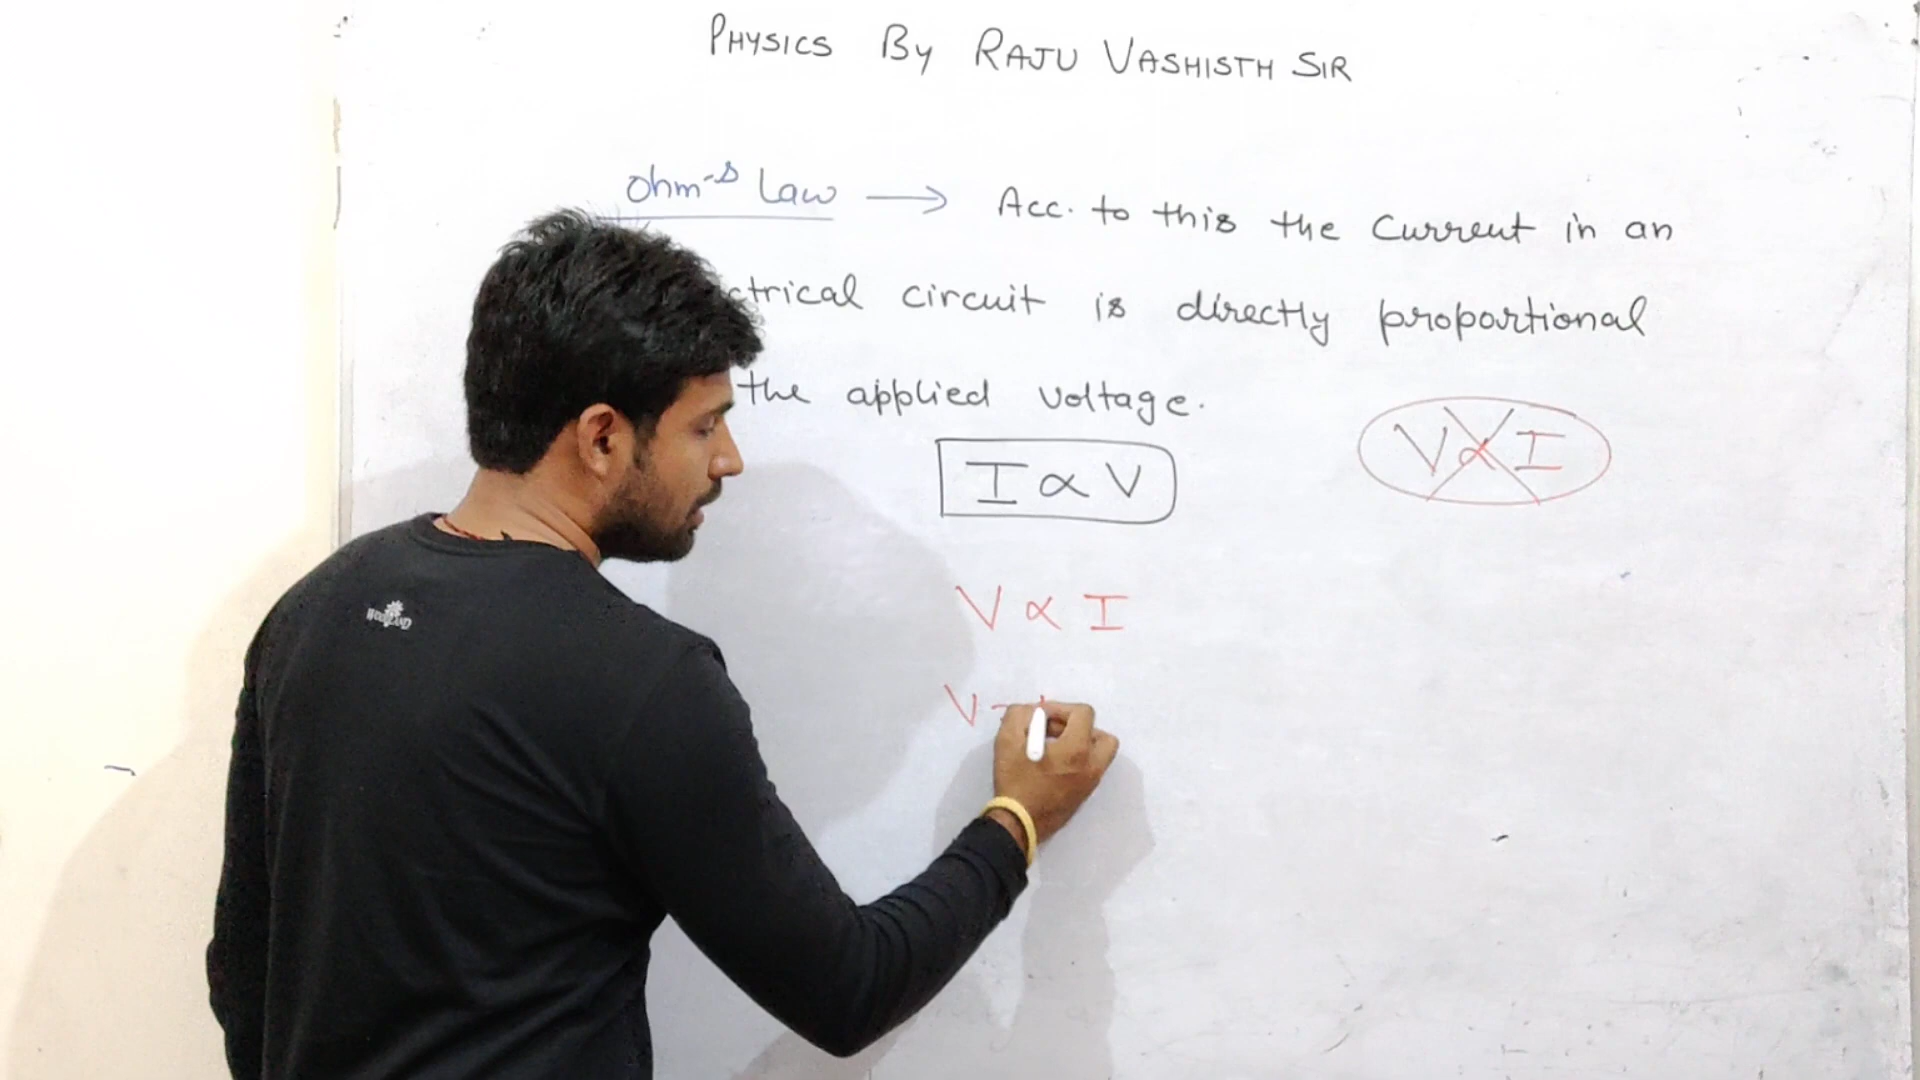 PHYSICS By RAJU VASHISTH SIR
Ohm's Law → Acc. to this the Current in an
ctrical circuit is directly proportional
the applied voltage.
I ∝ V
V ∝ I
V ∝ I
V
WOODLAND